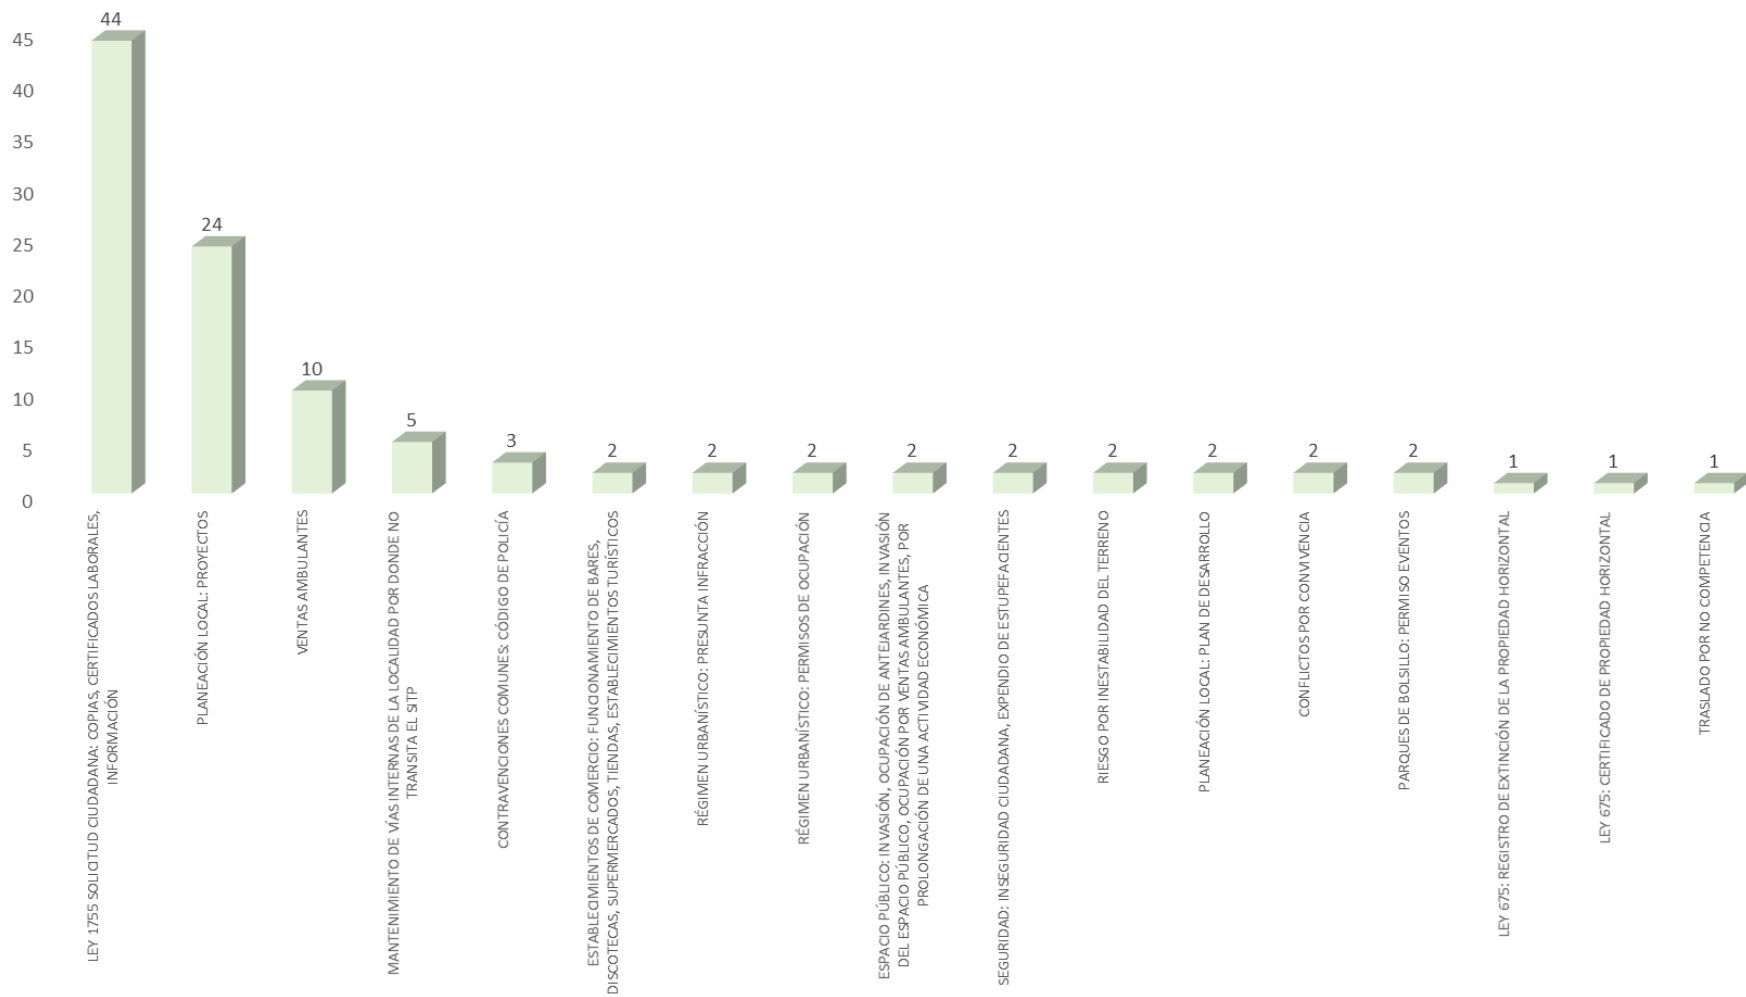 44
45
40
35
30
24
25
20
15
10
10
5
5
3
2
2
2
2
2
2
2
2
2
1
1
1
0
LEY 1755 SOLICITUD CIUDADANA: COPIAS, CERTIFICADOS LABORALES,
INFORMACIÓN
PLANEACIÓN LOCAL: PROYECTOS
VENTAS AMBULANTES
MANTENIMIENTO DE VÍAS INTERNAS DE LA LOCALIDAD POR DONDE NO
TRANSITA EL SITP
CONTRAVENCIONES COMUNES: CÓDIGO DE POLICÍA
ESTABLECIMIENTOS DE COMERCIO: FUNCIONAMIENTO DE BARES,
DISCOTECAS, SUPERMERCADOS, TIENDAS, ESTABLECIMIENTOS TURÍSTICOS
RÉGIMEN URBANÍSTICO: PRESUNTA INFRACCIÓN
RÉGIMEN URBANÍSTICO: PERMISOS DE OCUPACIÓN
ESPACIO PÚBLICO: INVASIÓN, OCUPACIÓN DE ANTEJARDINES, INVASIÓN
DEL ESPACIO PÚBLICO, OCUPACIÓN POR VENTAS AMBULANTES, POR
PROLONGACIÓN DE UNA ACTIVIDAD ECONÓMICA
SEGURIDAD: INSEGURIDAD CIUDADANA, EXPENDIO DE ESTUPEFACIENTES
RIESGO POR INESTABILIDAD DEL TERRENO
PLANEACIÓN LOCAL: PLAN DE DESARROLLO
CONFLICTOS POR CONVIVENCIA
PARQUES DE BOLSILLO: PERMISO EVENTOS
LEY 675: REGISTRO DE EXTINCIÓN DE LA PROPIEDAD HORIZONTAL
LEY 675: CERTIFICADO DE PROPIEDAD HORIZONTAL
TRASLADO POR NO COMPETENCIA